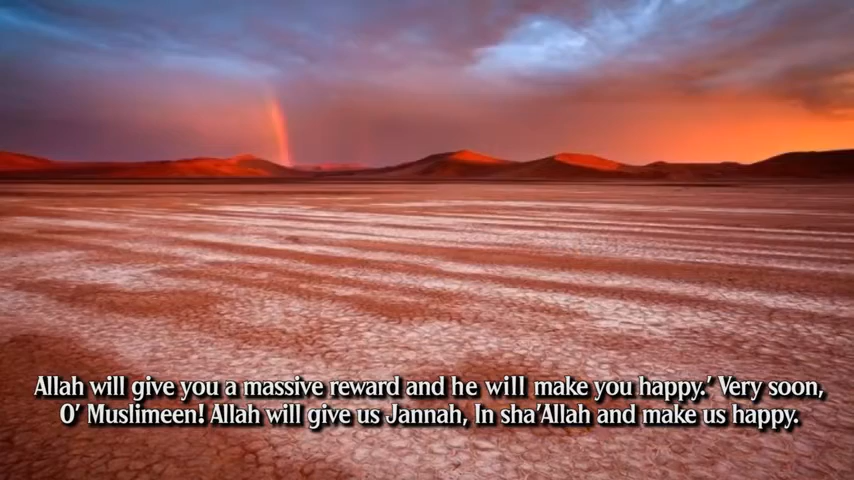 Allah will give you a massive reward and he will make you happy.' Very soon,
O' Muslimeen! Allah will give us Jannah, In sha'Allah and make us happy.